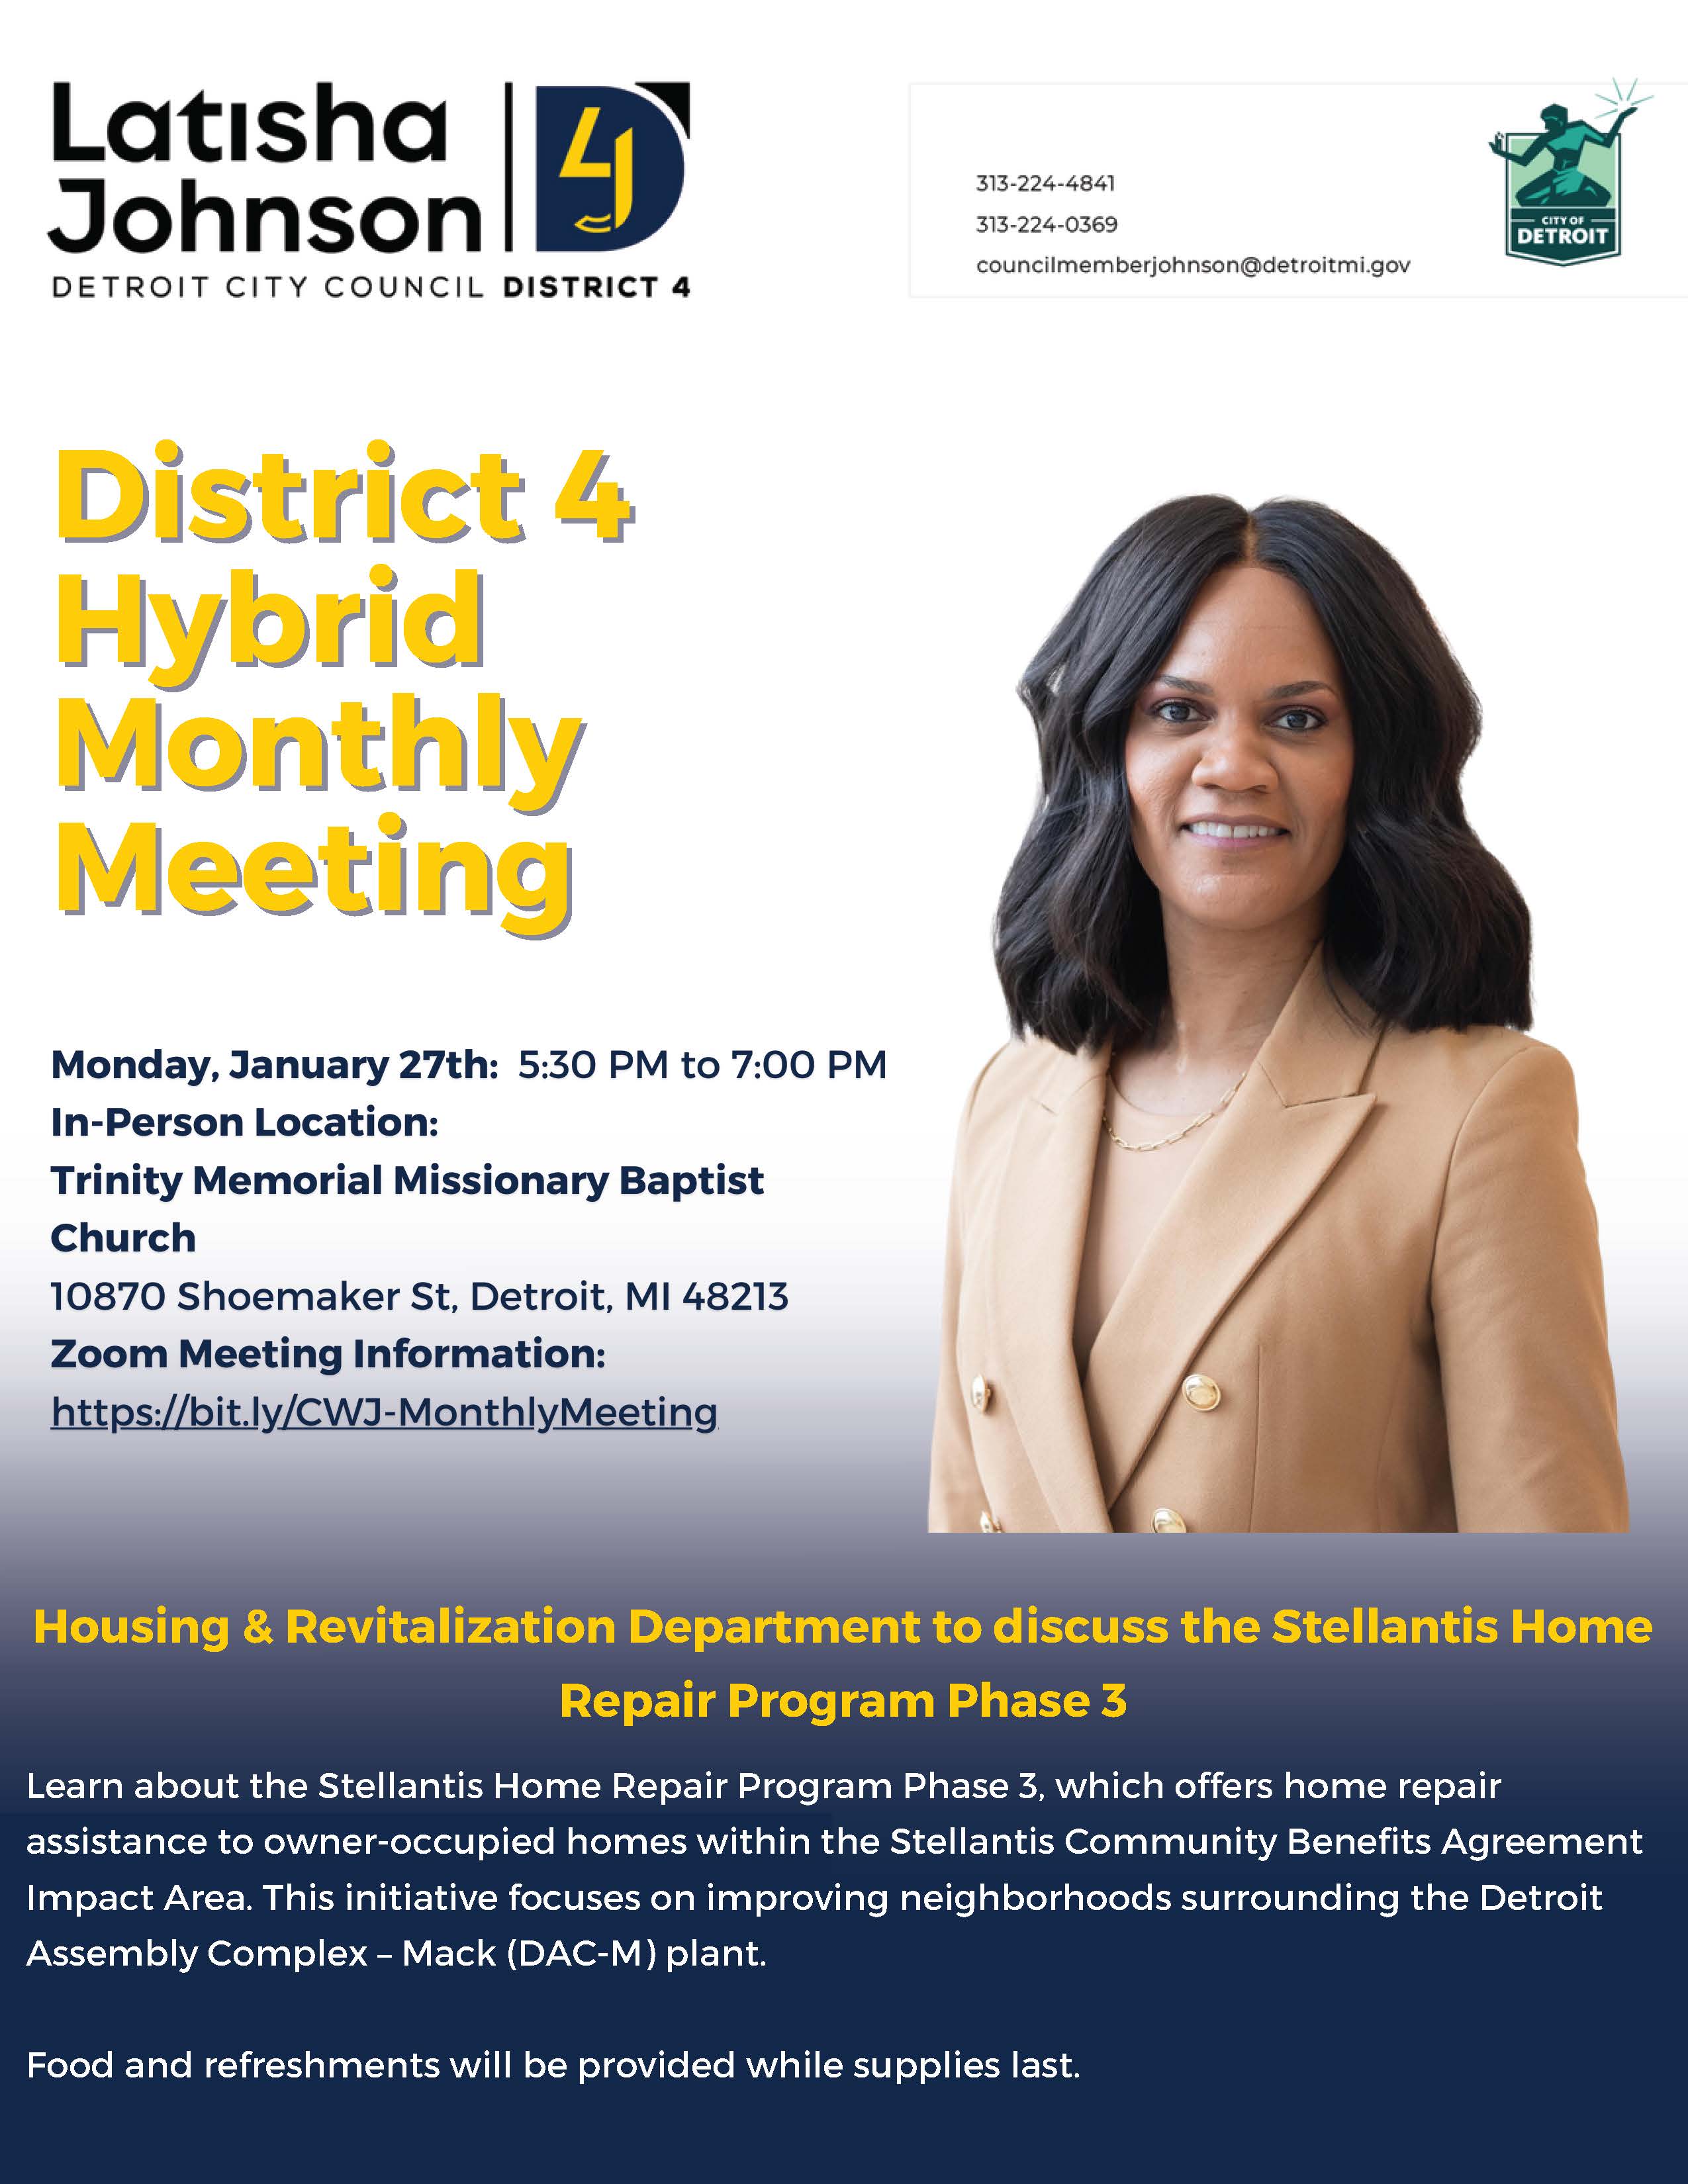 Latisha
Johnson
4J
DETROIT CITY COUNCIL DISTRICT 4
313-224-4841
313-224-0369
councilmemberjohnson@detroitmi.gov
CITY OF
DETROIT
District 4
Hybrid
Monthly
Meeting
Monday, January 27th: 5:30 PM to 7:00 PM
In-Person Location:
Trinity Memorial Missionary Baptist
Church
10870 Shoemaker St, Detroit, MI 48213
Zoom Meeting Information:
https://bit.ly/CWJ-MonthlyMeeting
Housing & Revitalization Department to discuss the Stellantis Home
Repair Program Phase 3
Learn about the Stellantis Home Repair Program Phase 3, which offers home repair
assistance to owner-occupied homes within the Stellantis Community Benefits Agreement
Impact Area. This initiative focuses on improving neighborhoods surrounding the Detroit
Assembly Complex – Mack (DAC-M) plant.
Food and refreshments will be provided while supplies last.